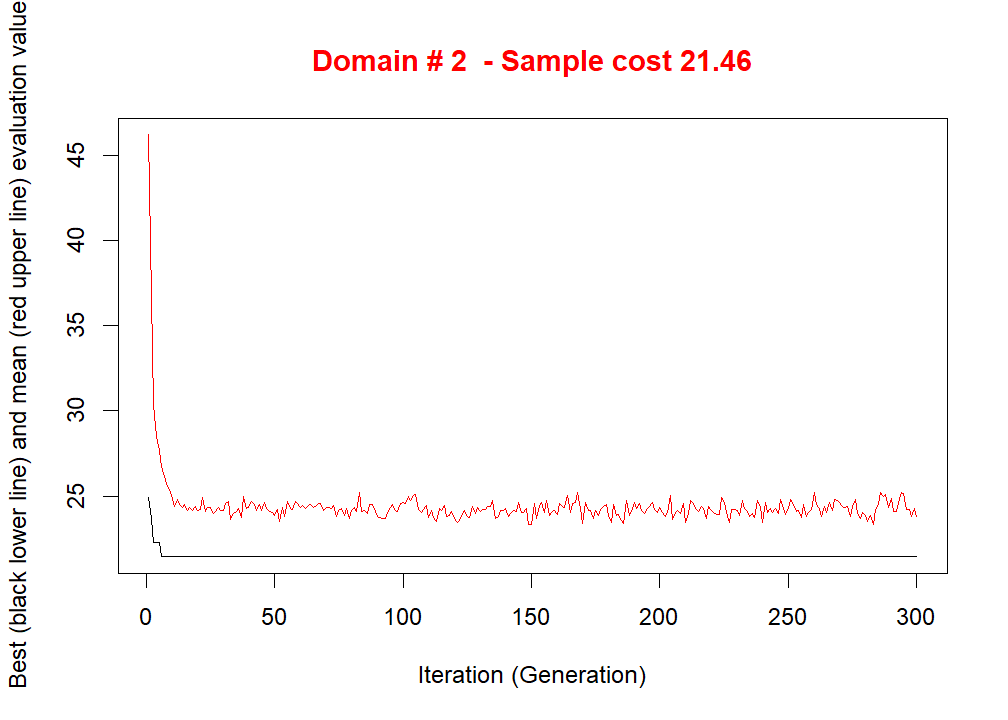 Domain # 2  - Sample cost 21.46
Best (black lower line) and mean (red upper line) evaluation value
45
40
35
30
25
0 50 100 150 200 250 300
Iteration (Generation)